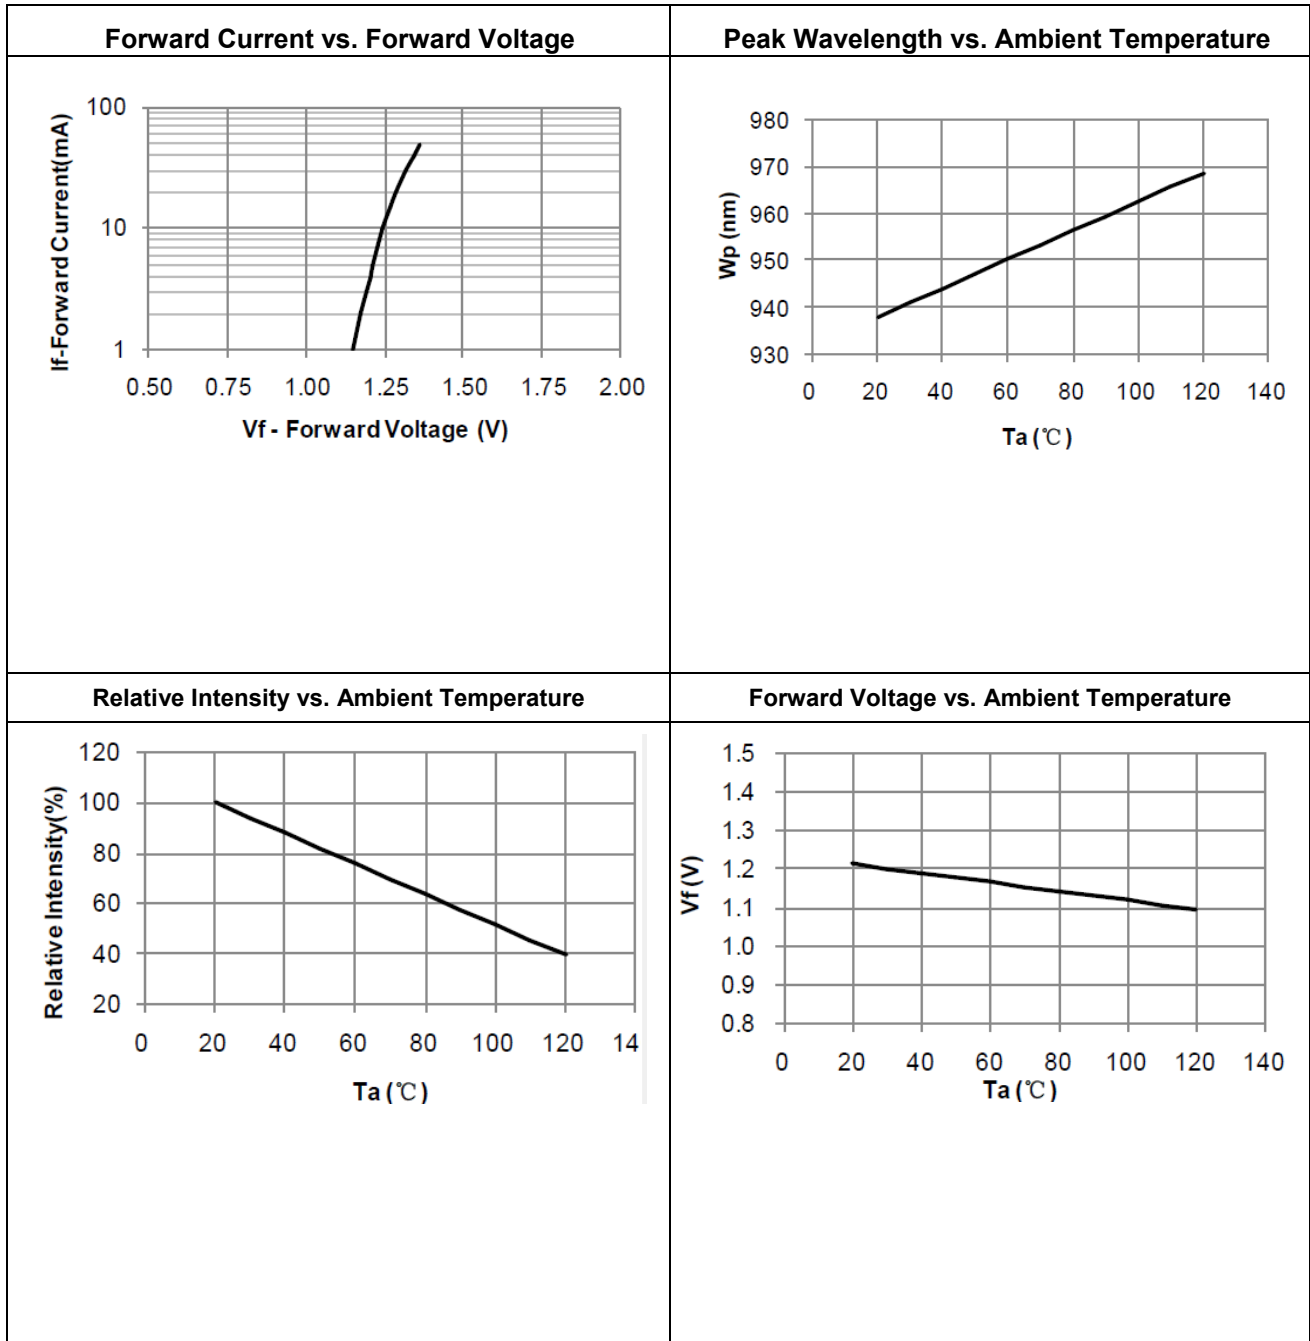 Forward Current vs. Forward Voltage
If-Forward Current(mA)
100
10
1
0.50 0.75 1.00 1.25 1.50 1.75 2.00
Vf - Forward Voltage (V)
Peak Wavelength vs. Ambient Temperature
Wp (nm)
980
970
960
950
940
930
0 20 40 60 80 100 120 140
Ta (℃)
Relative Intensity vs. Ambient Temperature
Relative Intensity(%)
120
100
80
60
40
20
0 20 40 60 80 100 120 14
Ta (℃)
Forward Voltage vs. Ambient Temperature
Vf (V)
1.5
1.4
1.3
1.2
1.1
1.0
0.9
0.8
0 20 40 60 80 100 120 140
Ta (℃)